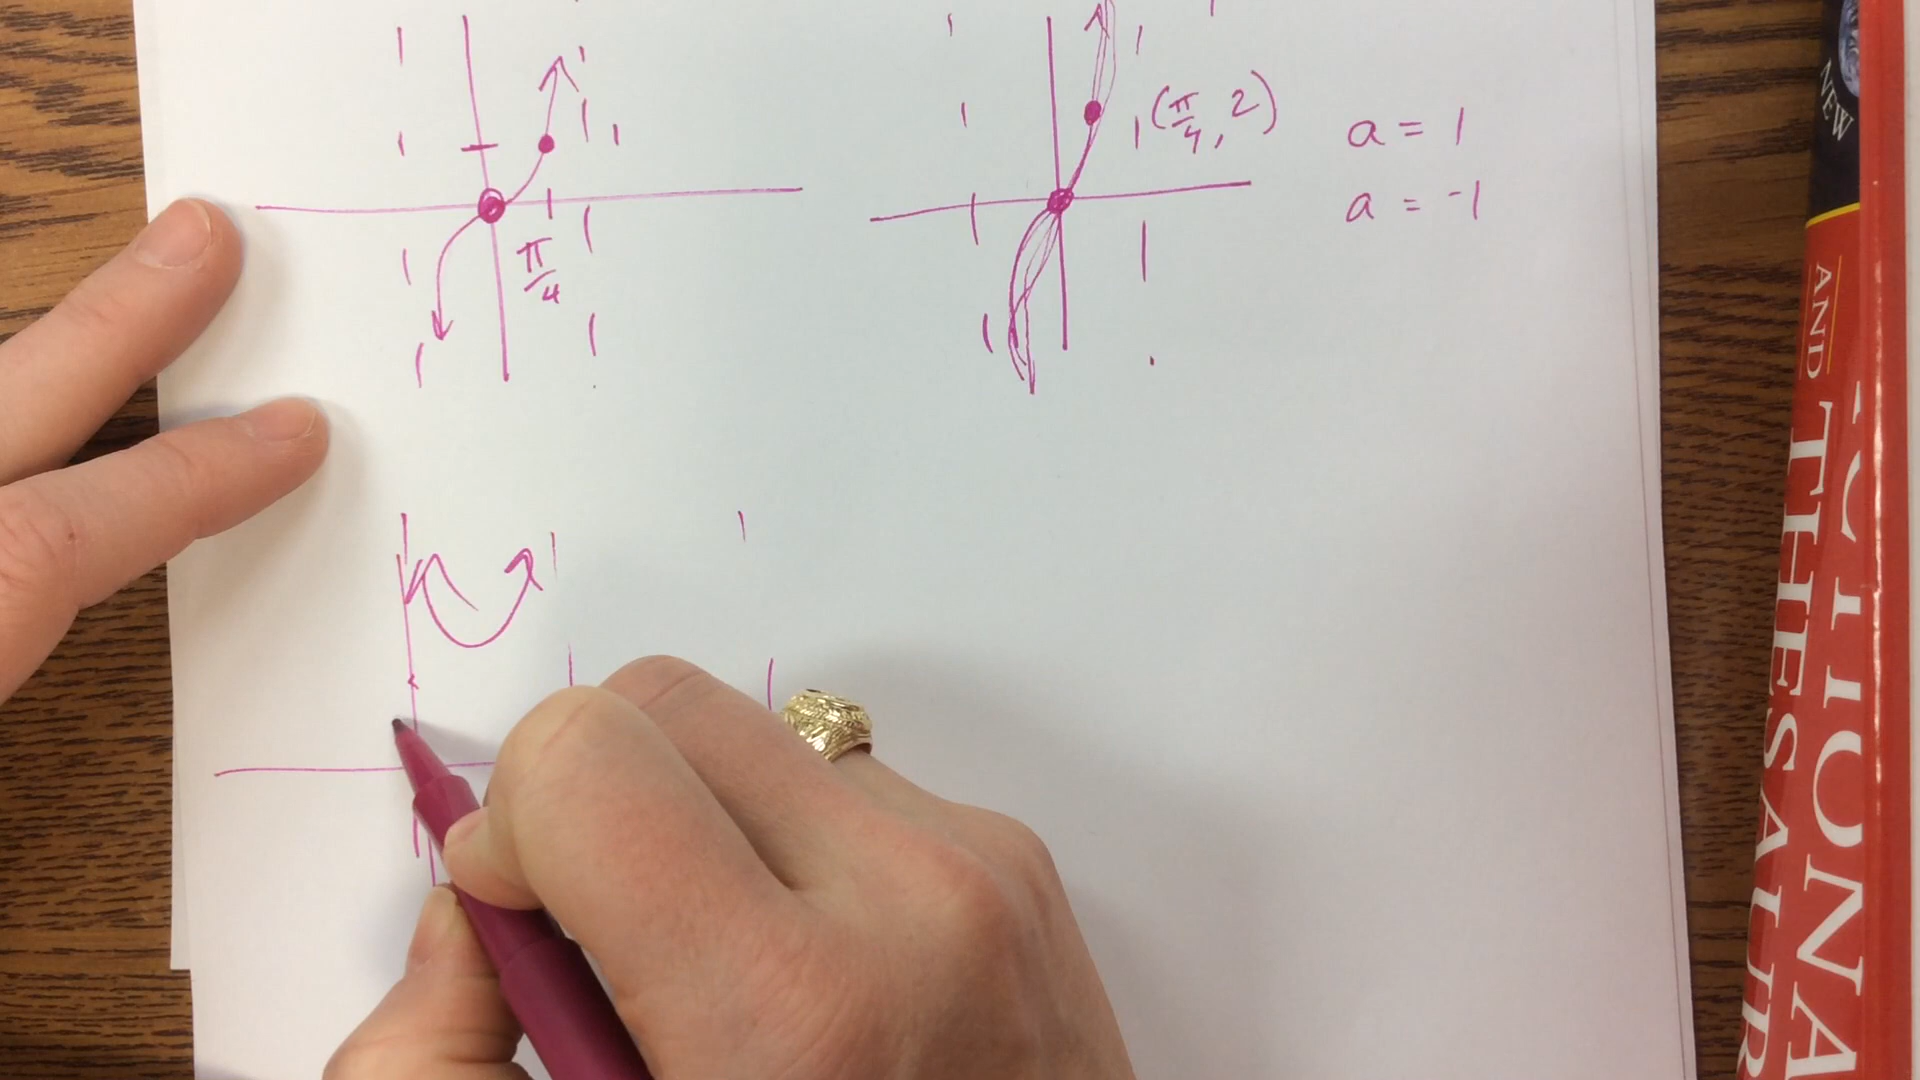 π/4
(π/4, 2)
a = 1
a = -1
NEW
AND
THESAUR
TIONA